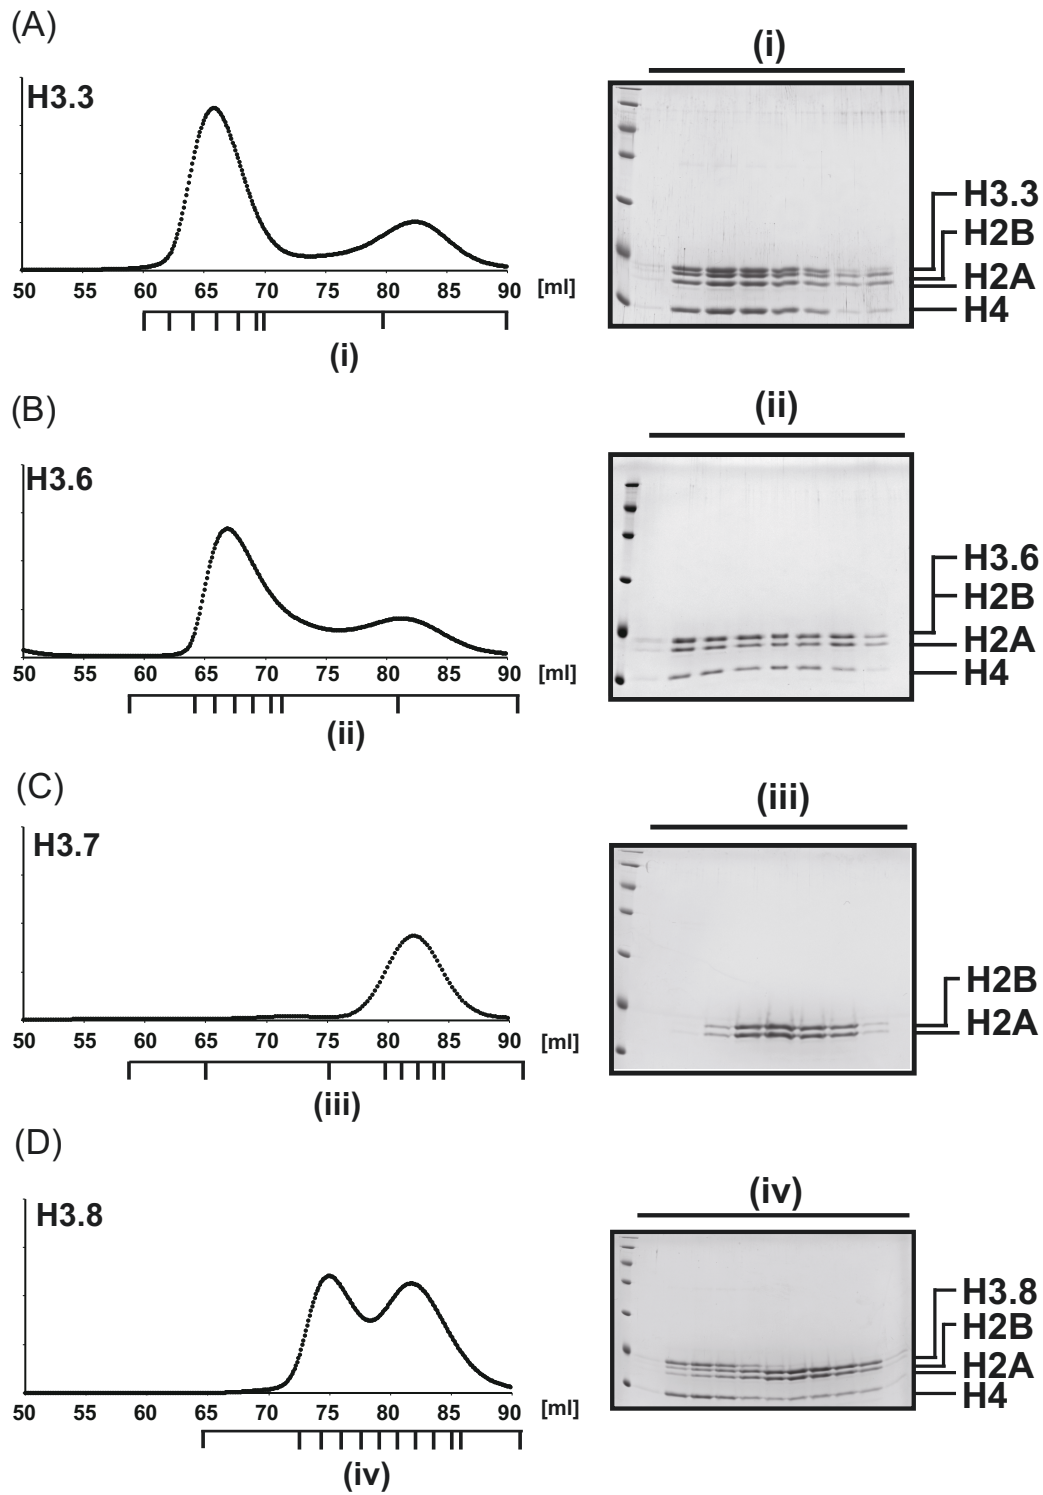 (A)
H3.3
50 55 60 65 70 75 80 85 90 [ml]
(i)
(i)
H3.3
H2B
H2A
H4
(B)
H3.6
50 55 60 65 70 75 80 85 90 [ml]
(ii)
(ii)
H3.6
H2B
H2A
H4
(C)
H3.7
50 55 60 65 70 75 80 85 90 [ml]
(iii)
(iii)
H2B
H2A
(D)
H3.8
50 55 60 65 70 75 80 85 90 [ml]
(iv)
(iv)
H3.8
H2B
H2A
H4